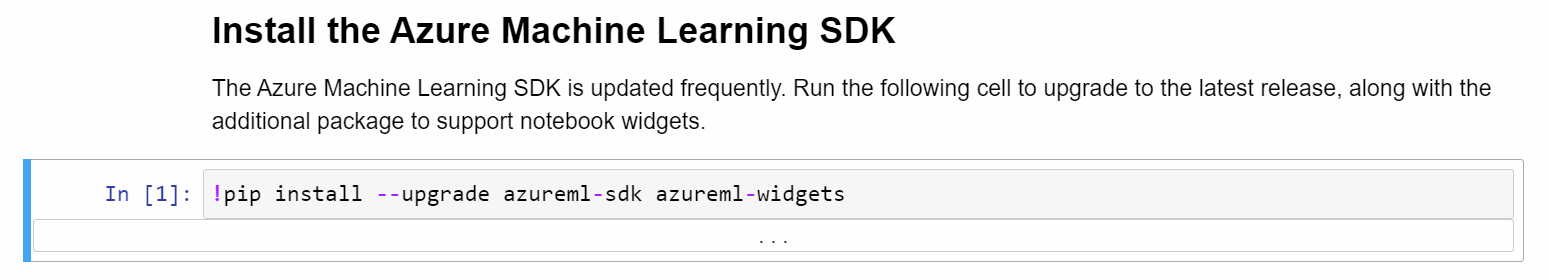 Install the Azure Machine Learning SDK
The Azure Machine Learning SDK is updated frequently. Run the following cell to upgrade to the latest release, along with the
additional package to support notebook widgets.
In [1]: !pip install --upgrade azureml-sdk azureml-widgets
...